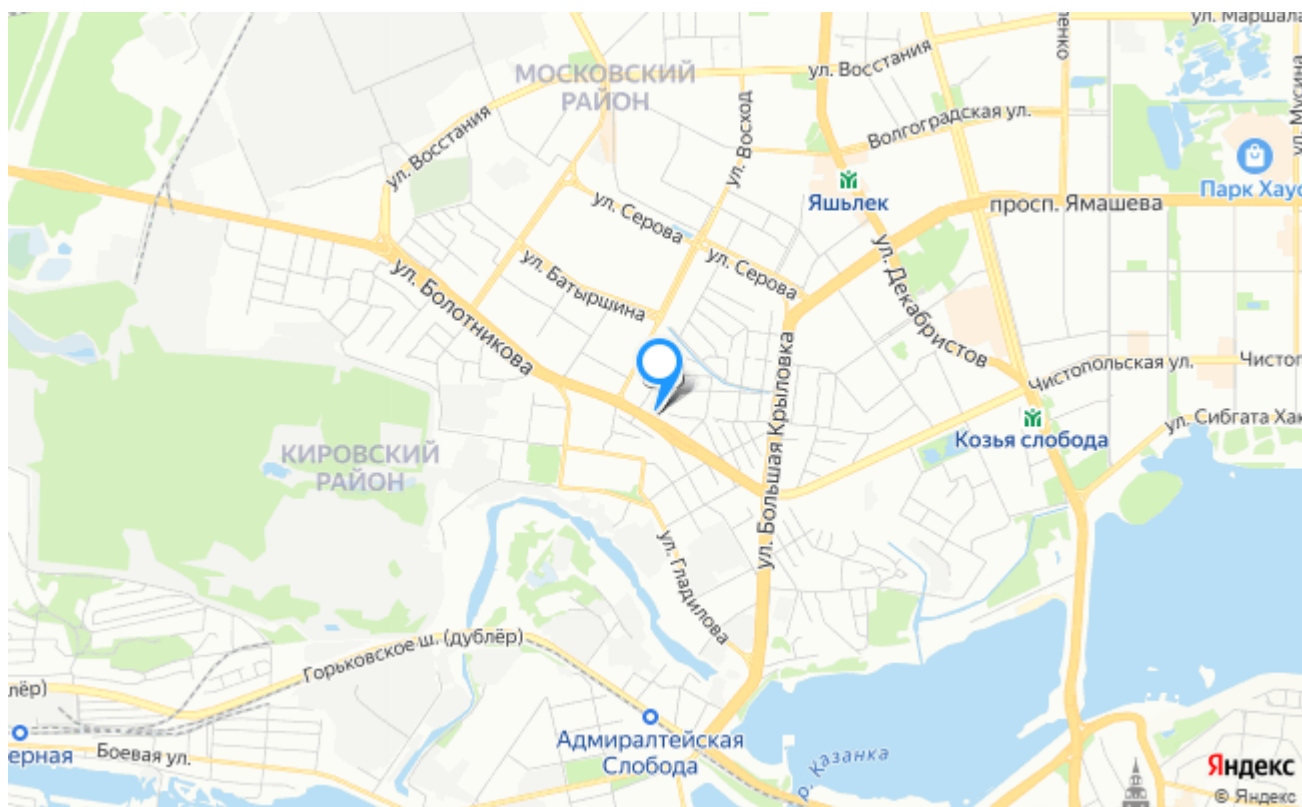 ул. Маршала
ул. Восстания
МОСКОВСКИЙ
РАЙОН
ул. Восход
Волгоградская ул.
ул. Мусина
ул. Восстания
Яшьлек
Парк Хаус
просп. Ямашева
ул. Серова
ул. Серова
ул. Декабристов
ул. Батыршина
ул. Болотникова
ул. Большая Крыловка
Чистопольская ул.
Чистоп
Козья слобода
ул. Сибгата Хак
КИРОВСКИЙ
РАЙОН
ул. Гладилова
Горьковское ш. (дублёр)
лёр)
Адмиралтейская
Слобода
ерная
Боевая ул.
р. Казанка
Яндекс
© Яндекс